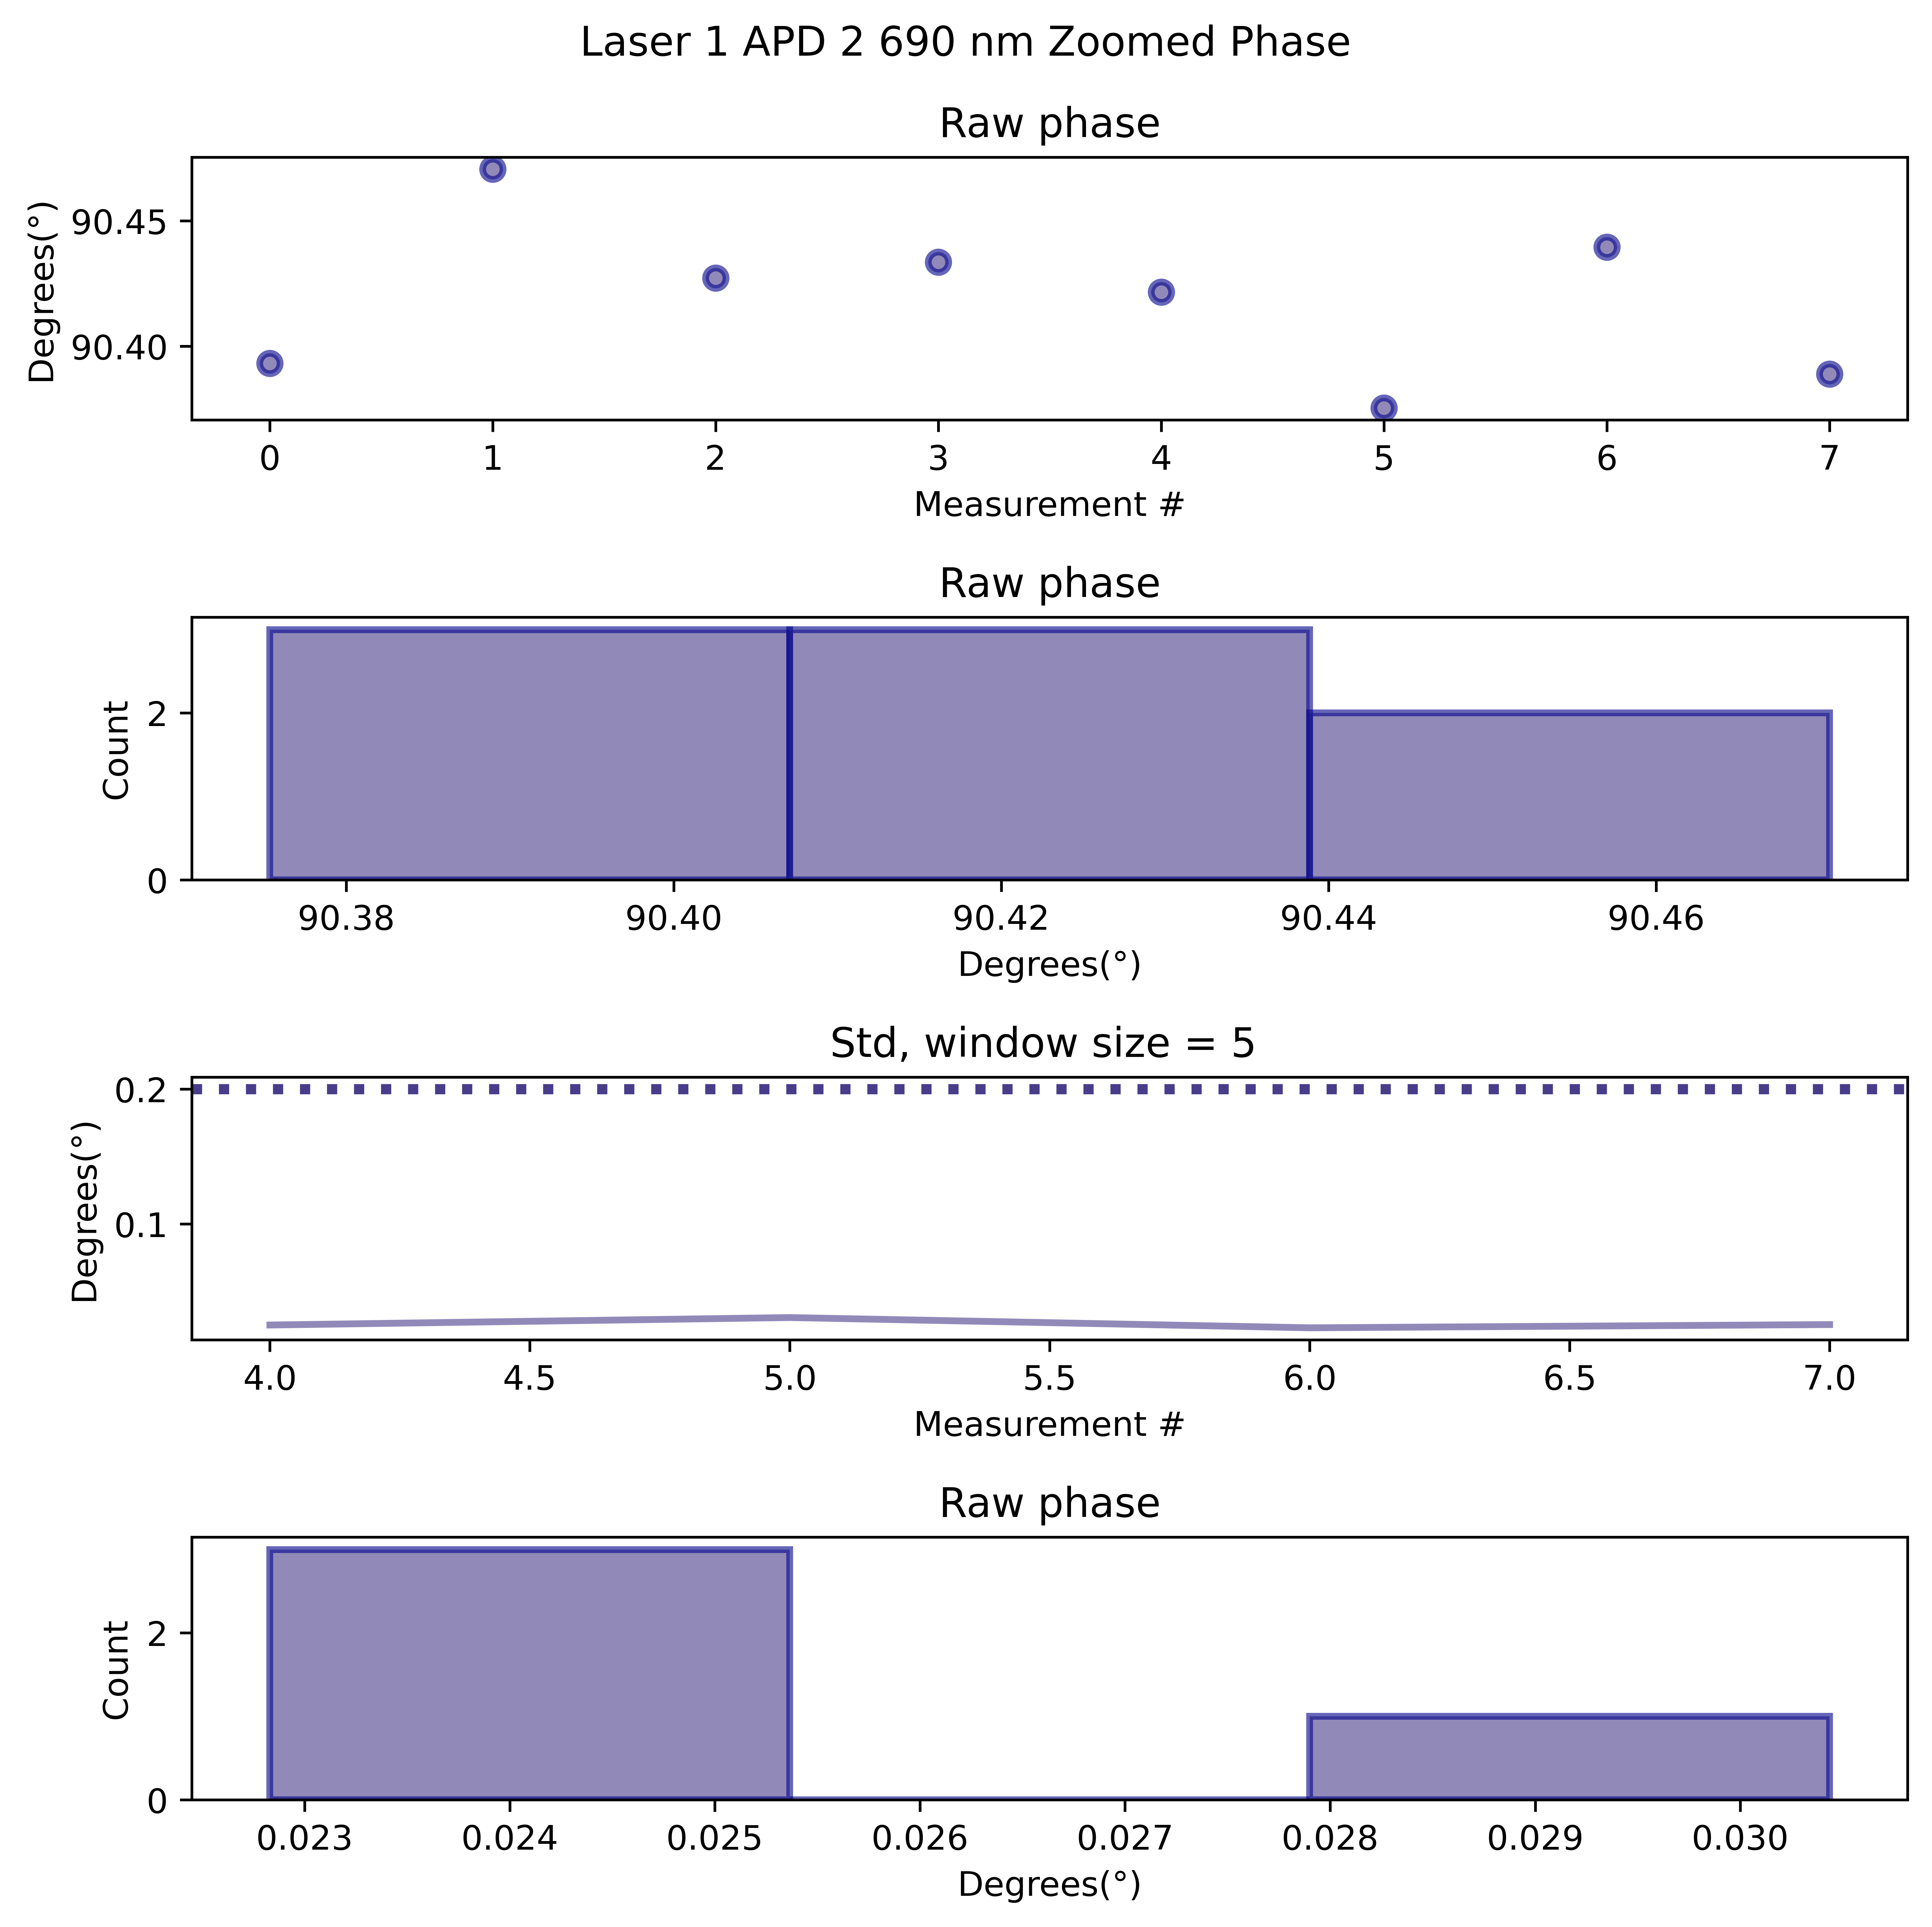 Laser 1 APD 2 690 nm Zoomed Phase
Raw phase
Degrees(°)
90.45
90.40
0 1 2 3 4 5 6 7
Measurement #
Raw phase
Count
2
0
90.38 90.40 90.42 90.44 90.46
Degrees(°)
Std, window size = 5
Degrees(°)
0.2
0.1
4.0 4.5 5.0 5.5 6.0 6.5 7.0
Measurement #
Raw phase
Count
2
0
0.023 0.024 0.025 0.026 0.027 0.028 0.029 0.030
Degrees(°)